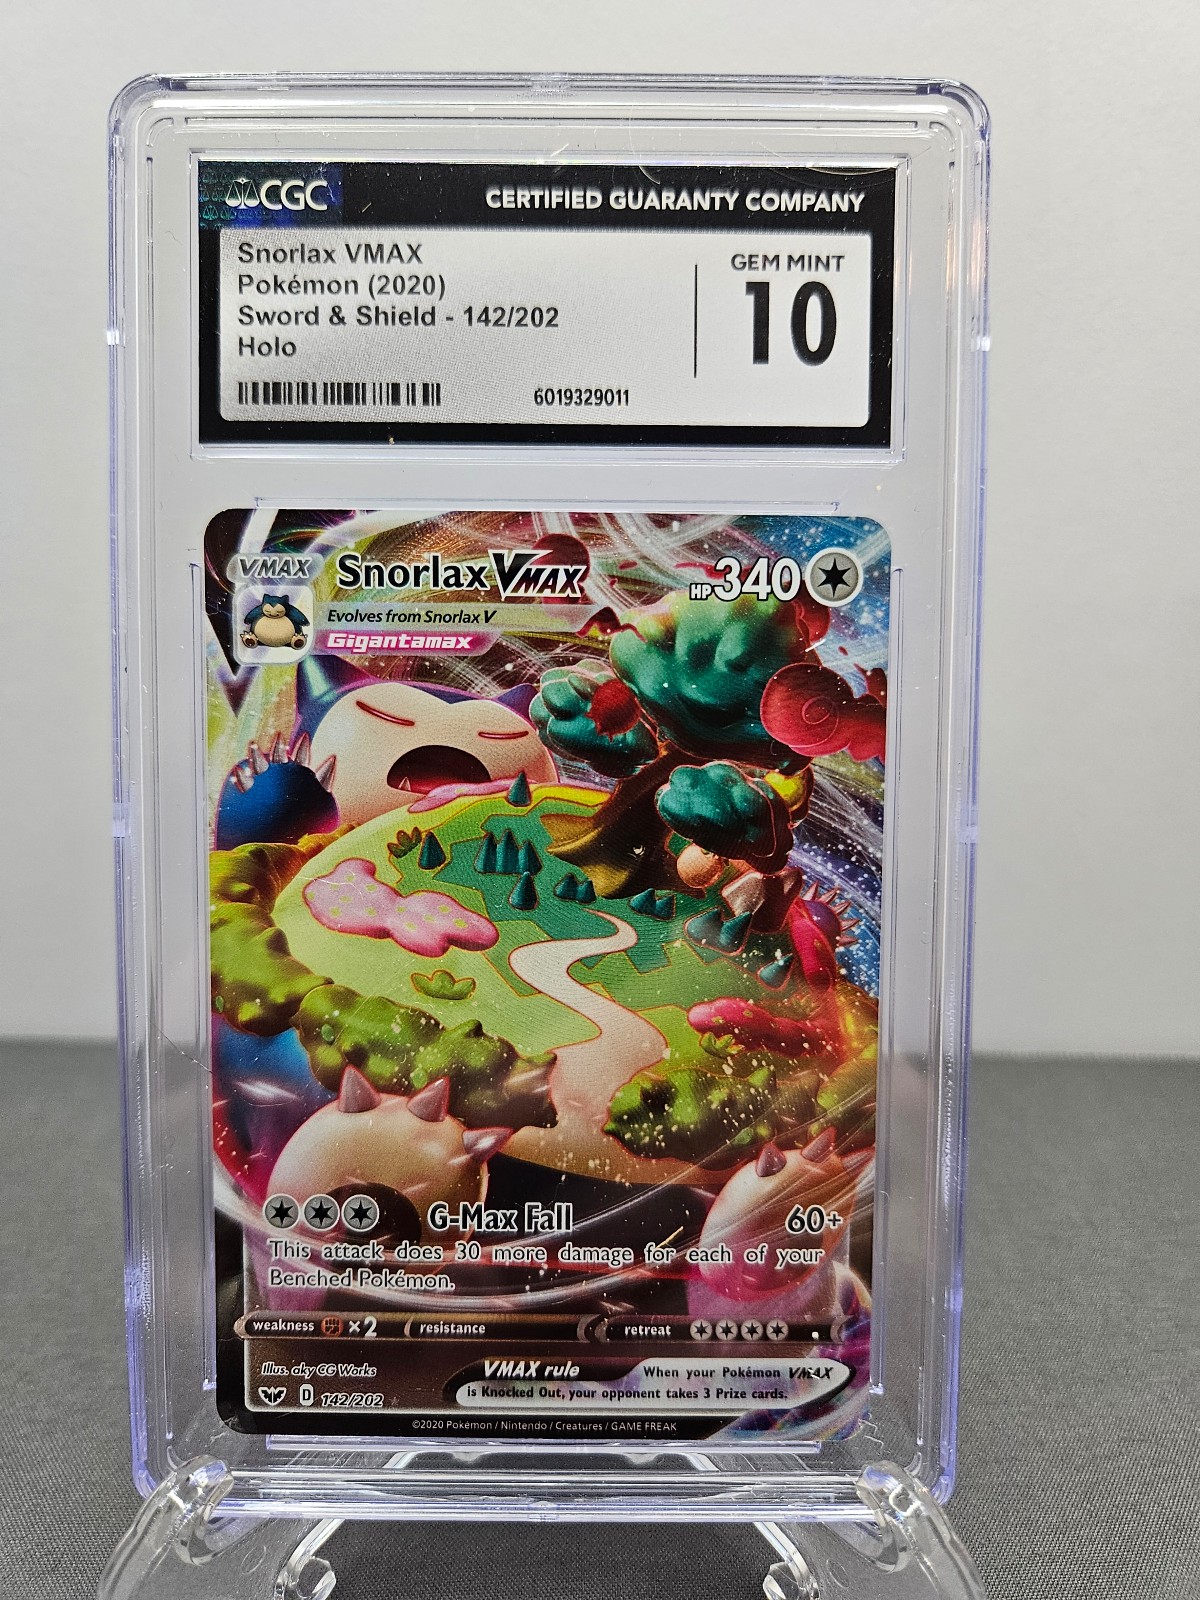 CGC
CERTIFIED GUARANTY COMPANY
Snorlax VMAX
Pokémon (2020)
Sword & Shield - 142/202
Holo
GEM MINT
10
6019329011
VMAX
Snorlax VMAX
HP 340
Evolves from Snorlax V
Gigantamax
G-Max Fall 60+
This attack does 30 more damage for each of your
Benched Pokémon.
weakness ×2 resistance retreat
Illus. aky CG Works
VMAX rule When your Pokémon VMAX
is Knocked Out, your opponent takes 3 Prize cards.
D 142/202
©2020 Pokémon / Nintendo / Creatures / GAME FREAK